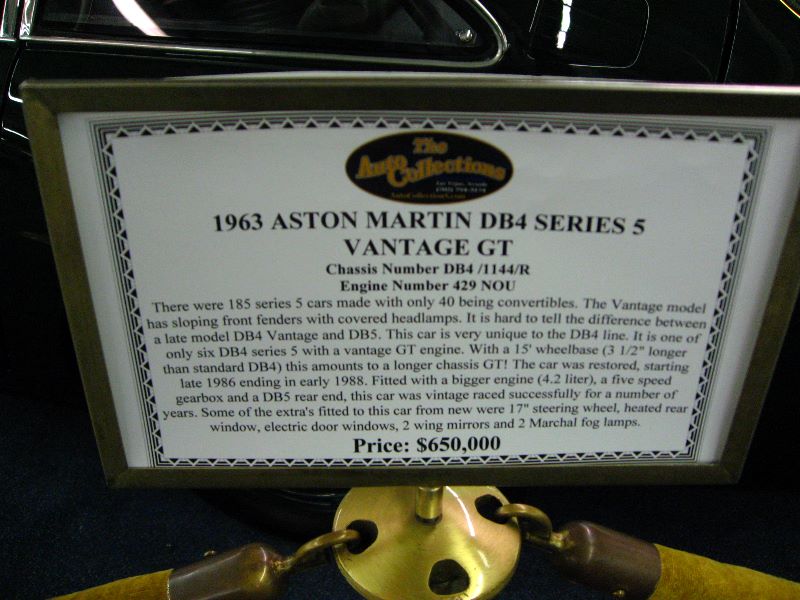 The
Auto Collections
Las Vegas, Nevada
AutoCollections.com
1963 ASTON MARTIN DB4 SERIES 5
VANTAGE GT
Chassis Number DB4 /1144/R
Engine Number 429 NOU
There were 185 series 5 cars made with only 40 being convertibles. The Vantage model
has sloping front fenders with covered headlamps. It is hard to tell the difference between
a late model DB4 Vantage and DB5. This car is very unique to the DB4 line. It is one of
only six DB4 series 5 with a vantage GT engine. With a 15' wheelbase (3 1/2" longer
than standard DB4) this amounts to a longer chassis GT! The car was restored, starting
late 1986 ending in early 1988. Fitted with a bigger engine (4.2 liter), a five speed
gearbox and a DB5 rear end, this car was vintage raced successfully for a number of
years. Some of the extra's fitted to this car from new were 17" steering wheel, heated rear
window, electric door windows, 2 wing mirrors and 2 Marchal fog lamps.
Price: $650,000